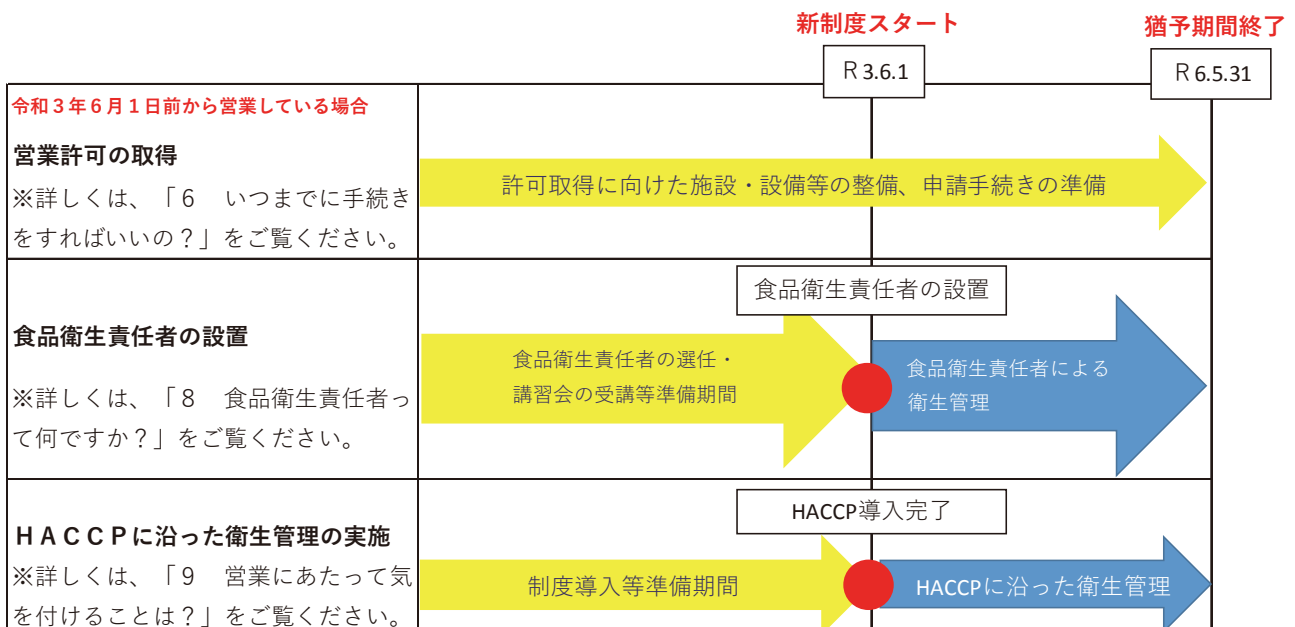 新制度スタート
猶予期間終了
R 3.6.1
R 6.5.31
令和3年6月1日前から営業している場合
営業許可の取得
※詳しくは、「6 いつまでに手続き
をすればいいの?」をご覧ください。
許可取得に向けた施設・設備等の整備、申請手続きの準備
食品衛生責任者の設置
食品衛生責任者の設置
※詳しくは、「8 食品衛生責任者っ
て何ですか?」をご覧ください。
食品衛生責任者の選任・
講習会の受講等準備期間
食品衛生責任者による
衛生管理
HACCP導入完了
HACCPに沿った衛生管理の実施
※詳しくは、「9 営業にあたって気
を付けることは?」をご覧ください。
制度導入等準備期間
HACCPに沿った衛生管理